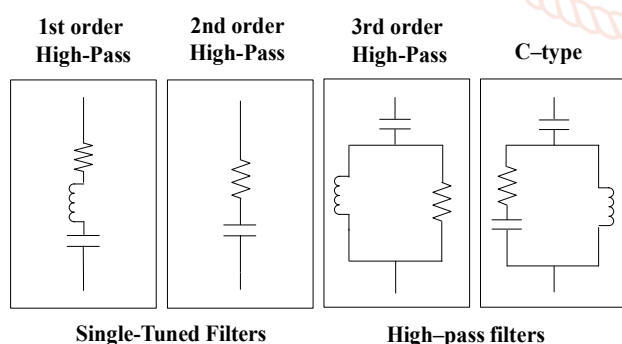 1st order
High-Pass
2nd order
High-Pass
3rd order
High-Pass
C–type
Single-Tuned Filters
High–pass filters